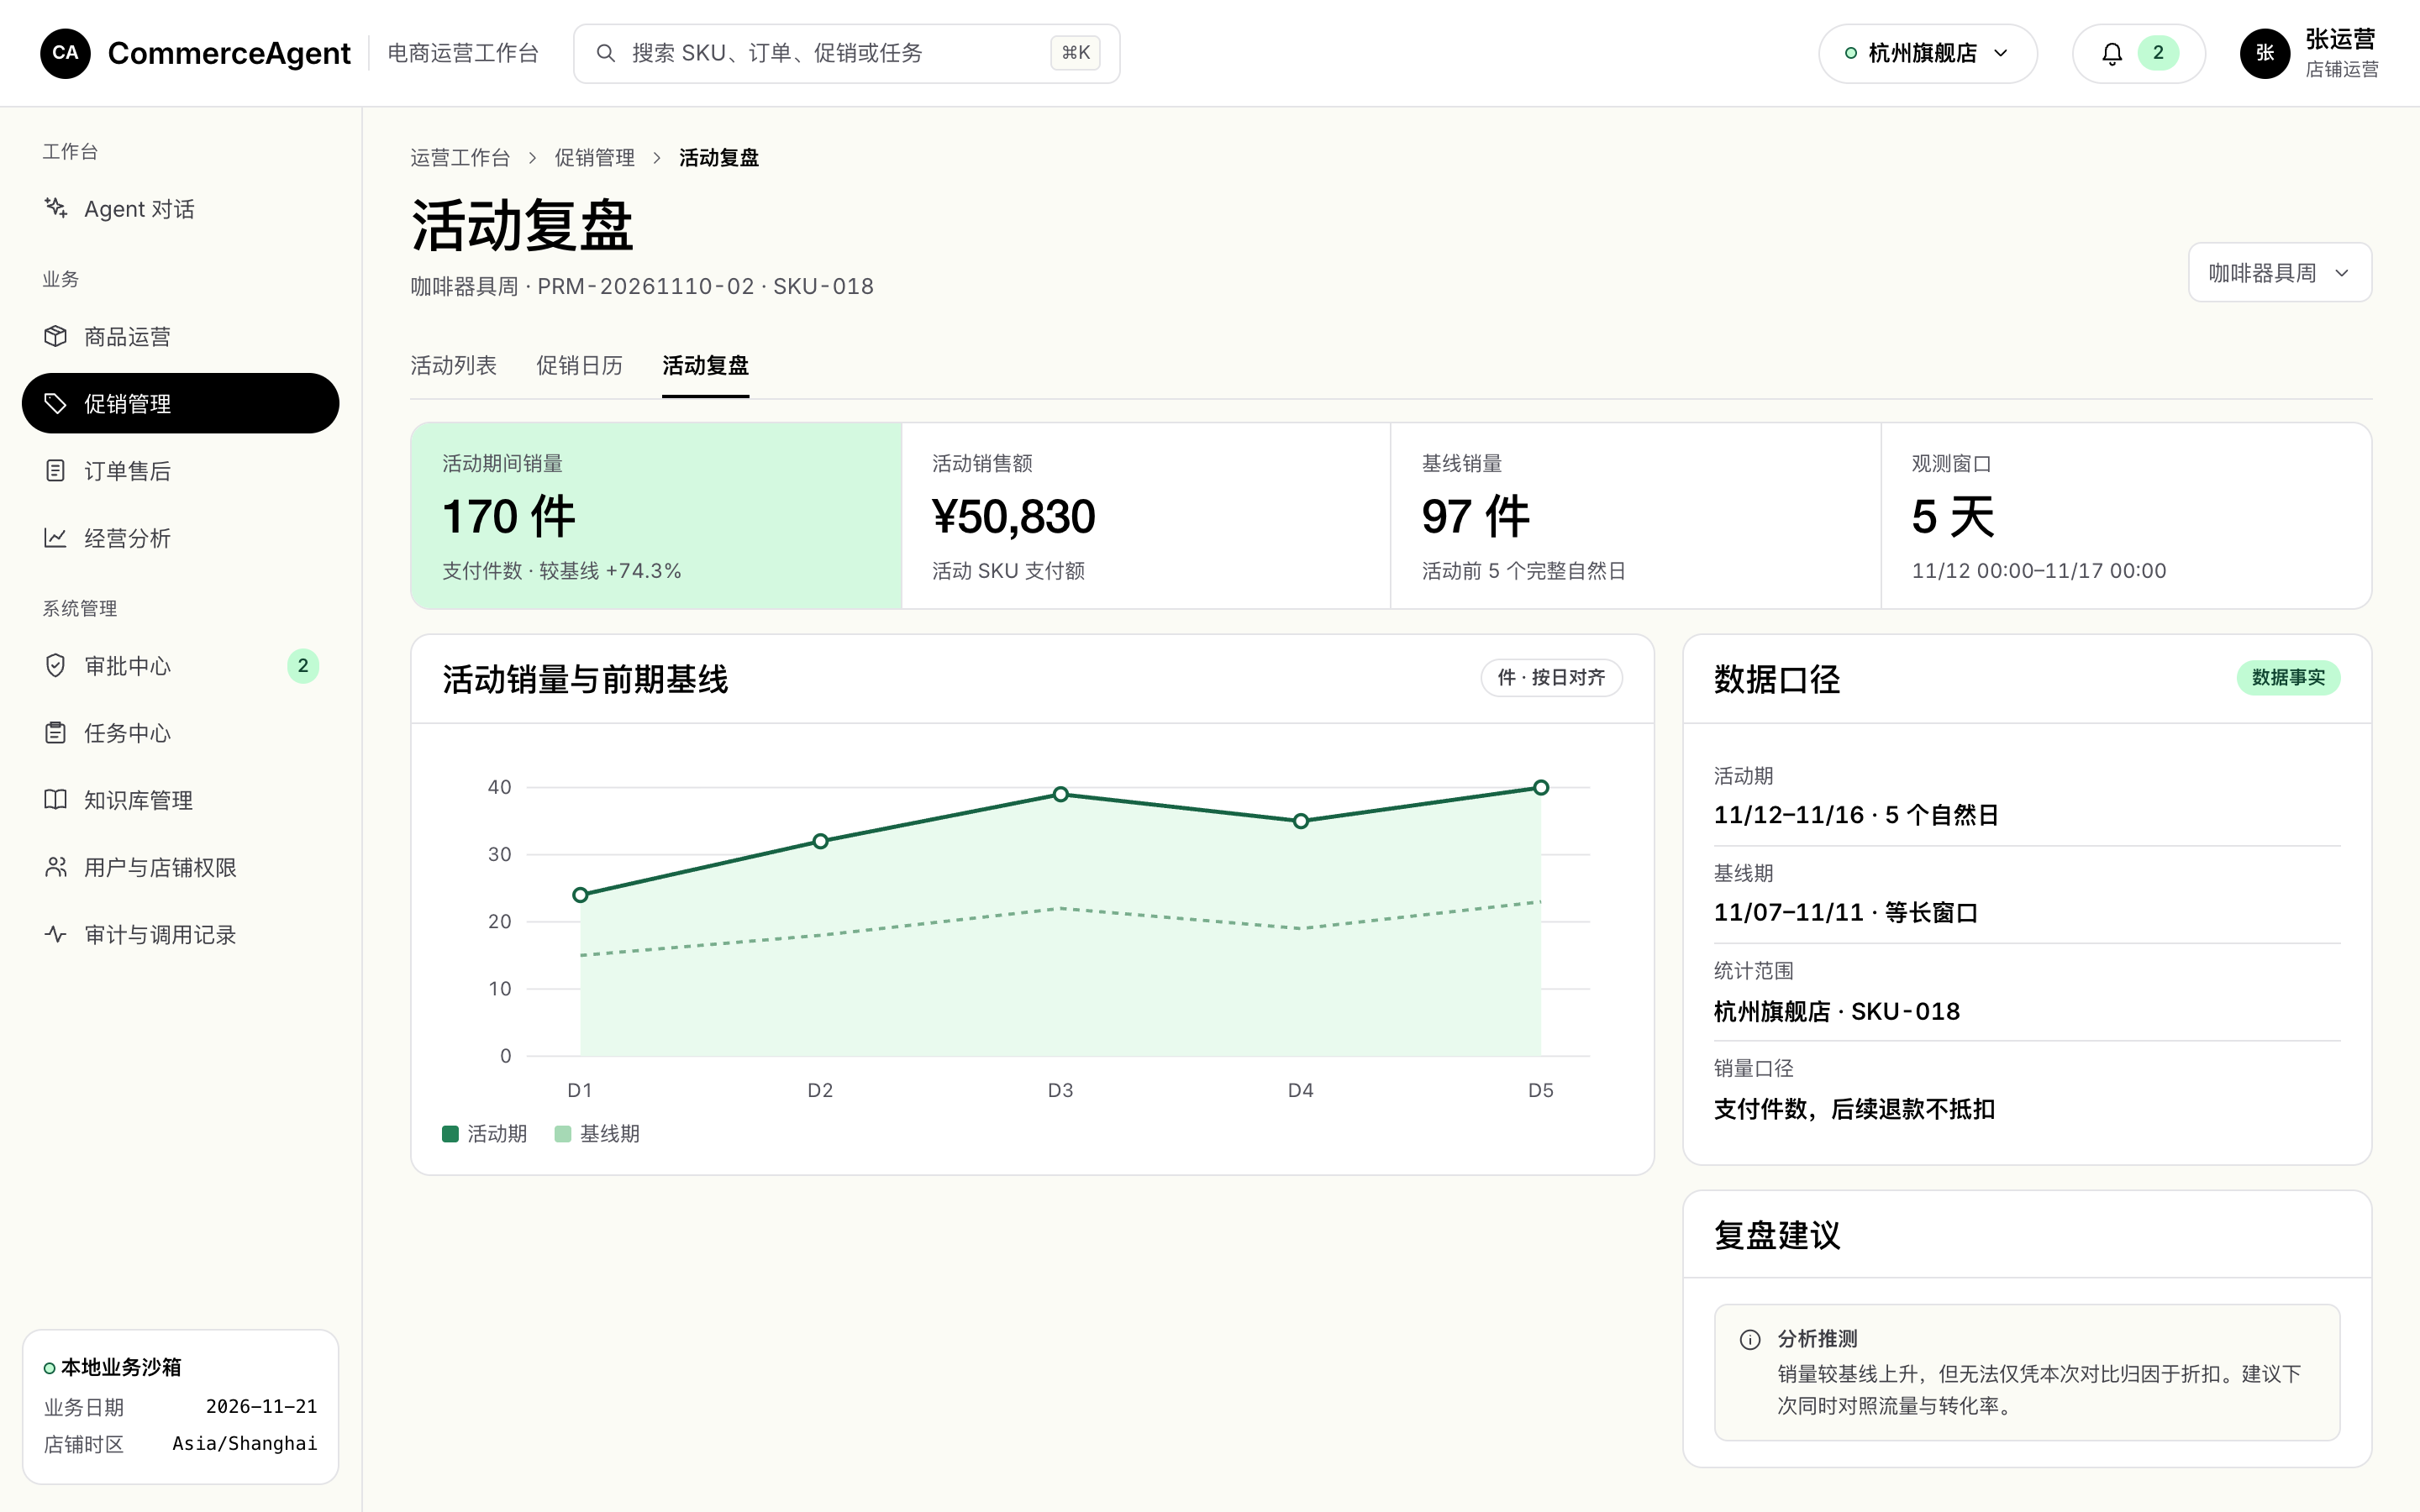 CA
CommerceAgent
电商运营工作台
搜索 SKU、订单、促销或任务
⌘K
杭州旗舰店
2
张
张运营
店铺运营
工作台
Agent 对话
业务
商品运营
促销管理
订单售后
经营分析
系统管理
审批中心
2
任务中心
知识库管理
用户与店铺权限
审计与调用记录
本地业务沙箱
业务日期
2026-11-21
店铺时区
Asia/Shanghai
运营工作台
促销管理
活动复盘
活动复盘
咖啡器具周 · PRM-20261110-02 · SKU-018
咖啡器具周
活动列表
促销日历
活动复盘
活动期间销量
170 件
支付件数 · 较基线 +74.3%
活动销售额
¥50,830
活动 SKU 支付额
基线销量
97 件
活动前 5 个完整自然日
观测窗口
5 天
11/12 00:00–11/17 00:00
活动销量与前期基线
件 · 按日对齐
40
30
20
10
0
D1
D2
D3
D4
D5
活动期
基线期
数据口径
数据事实
活动期
11/12–11/16 · 5 个自然日
基线期
11/07–11/11 · 等长窗口
统计范围
杭州旗舰店 · SKU-018
销量口径
支付件数，后续退款不抵扣
复盘建议
分析推测
销量较基线上升，但无法仅凭本次对比归因于折扣。建议下
次同时对照流量与转化率。